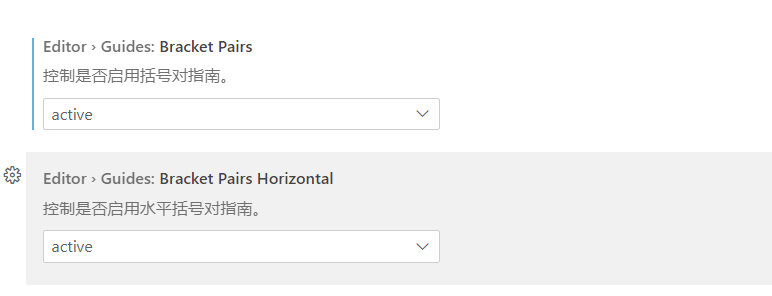 Editor › Guides: Bracket Pairs
控制是否启用括号对指南。
active
Editor › Guides: Bracket Pairs Horizontal
控制是否启用水平括号对指南。
active